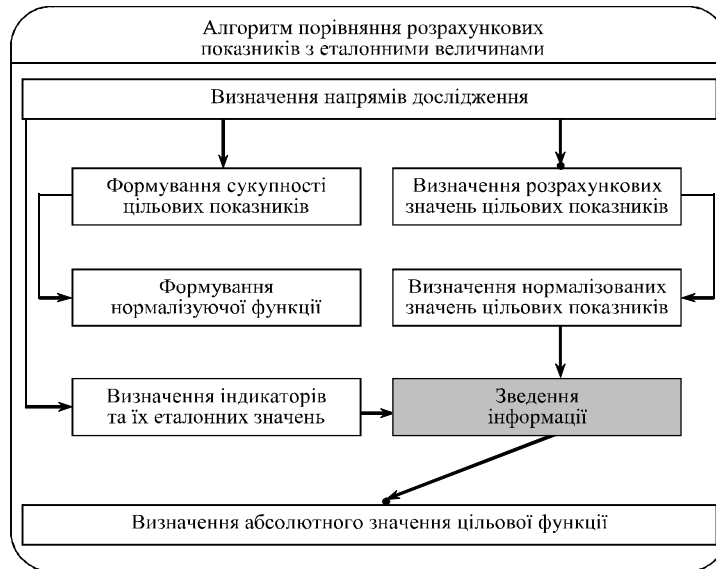 Алгоритм порівняння розрахункових
показників з еталонними величинами
Визначення напрямів дослідження
Формування сукупності
цільових показників
Визначення розрахункових
значень цільових показників
Формування
нормалізуючої функції
Визначення нормалізованих
значень цільових показників
Визначення індикаторів
та їх еталонних значень
Зведення
інформації
Визначення абсолютного значення цільової функції